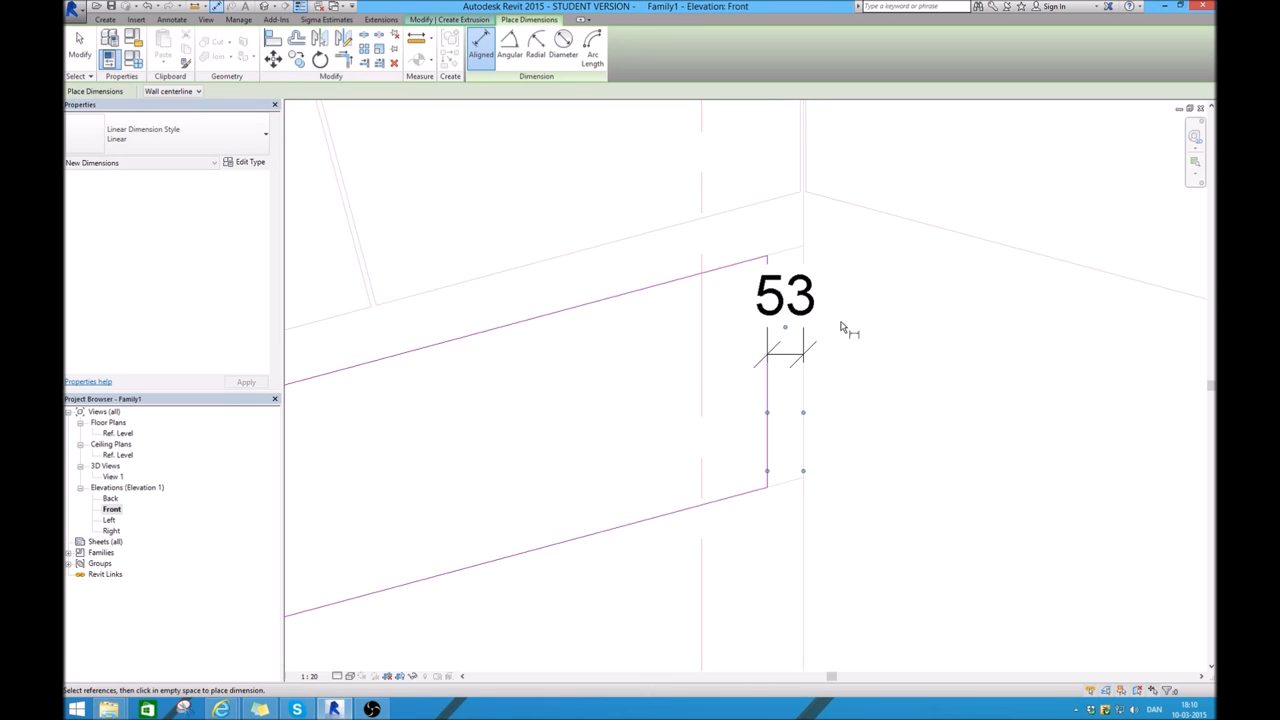 Autodesk Revit 2015 - STUDENT VERSION - Family1 - Elevation: Front
Type a keyword or phrase
Sign In
Create Insert Annotate View Manage Add-Ins Sigma Estimates Extensions Modify | Create Extrusion Place Dimensions
Modify
Paste
Cut
Join
Aligned Angular Radial Diameter Arc Length
Select Properties Clipboard Geometry Modify Measure Create Dimension
Place Dimensions Wall centerline
Properties
Linear Dimension Style
Linear
New Dimensions Edit Type
53
Properties help Apply
Project Browser - Family1
Views (all)
Floor Plans
Ref. Level
Ceiling Plans
Ref. Level
3D Views
View 1
Elevations (Elevation 1)
Back
Front
Left
Right
Sheets (all)
Families
Groups
Revit Links
1 : 20
Select references, then click in empty space to place dimension.
:0
DAN
18:10
10-03-2015